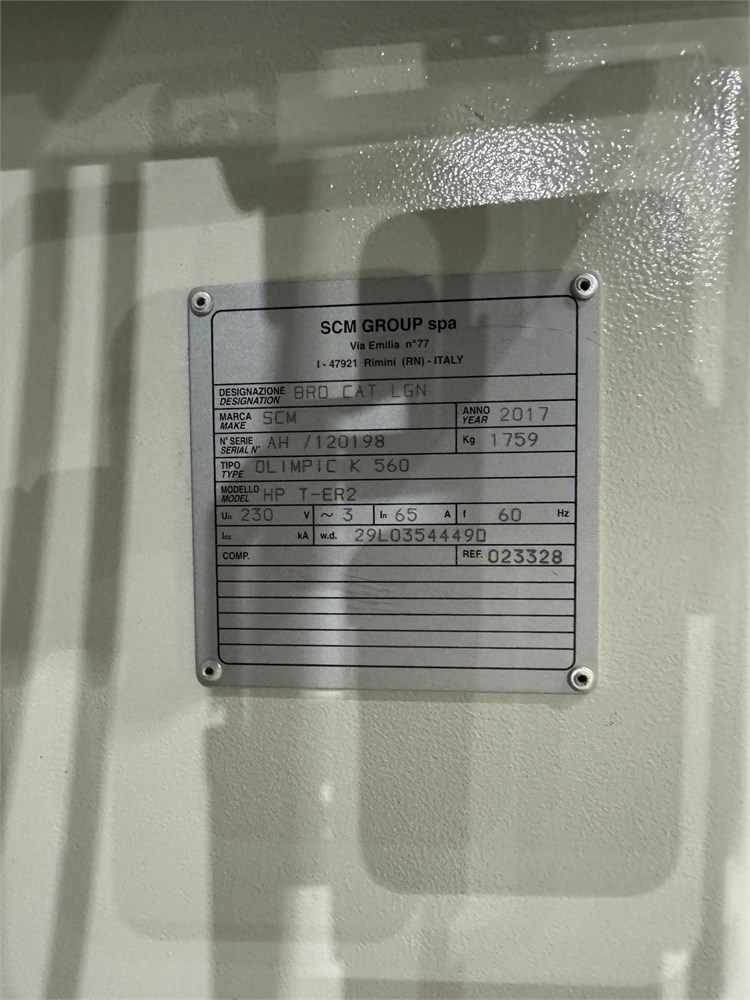 SCM GROUP spa
Via Emilia n°77
I - 47921 Rimini (RN) - ITALY
DESIGNAZIONE
DESIGNATION BRD CAT LGN
MARCA
MAKE SCM
ANNO
YEAR 2017
N° SERIE
SERIAL N° AH /120198
Kg 1759
TIPO
TYPE OLIMPIC K 560
MODELLO
MODEL HP T-ER2
Un 230 V ~ 3 In 65 A f 60 Hz
Icc kA w.d. 29L0354449D
COMP. REF. 023328